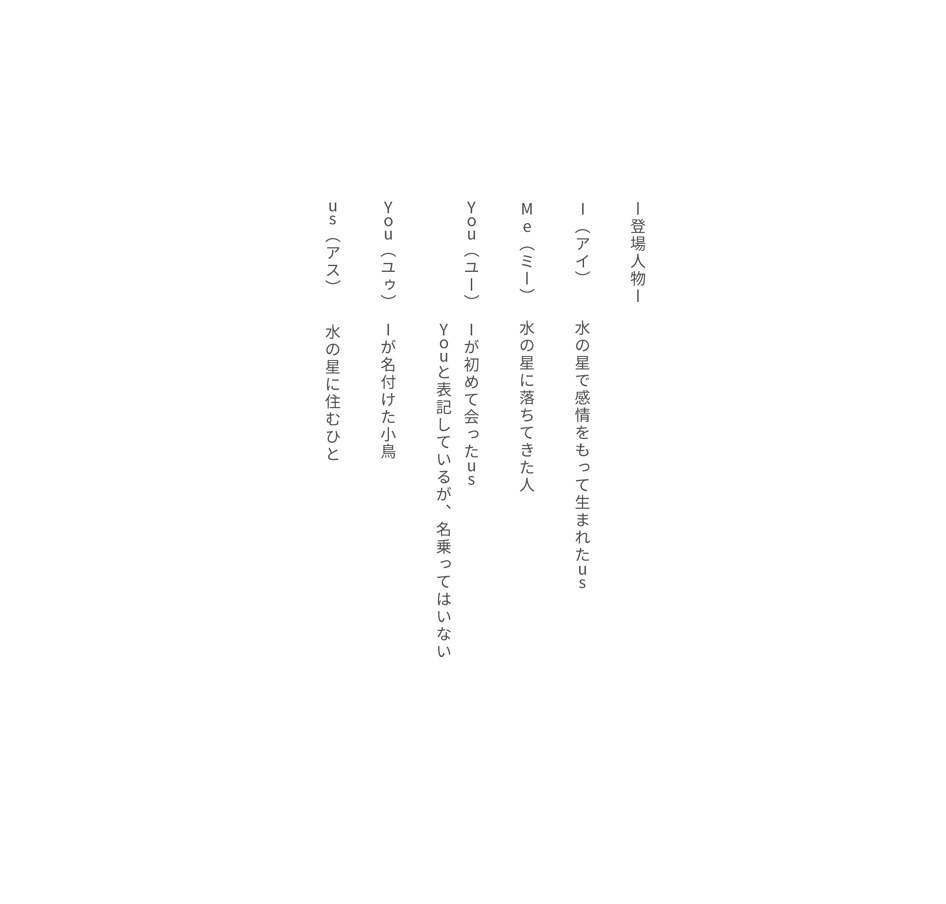 ー登場人物ー
I（アイ）　水の星で感情をもって生まれたus
Me（ミー）　水の星に落ちてきた人
You（ユー）　Iが初めて会ったus
Youと表記しているが、名乗ってはいない
You（ユゥ）　Iが名付けた小鳥
us（アス）　水の星に住むひと